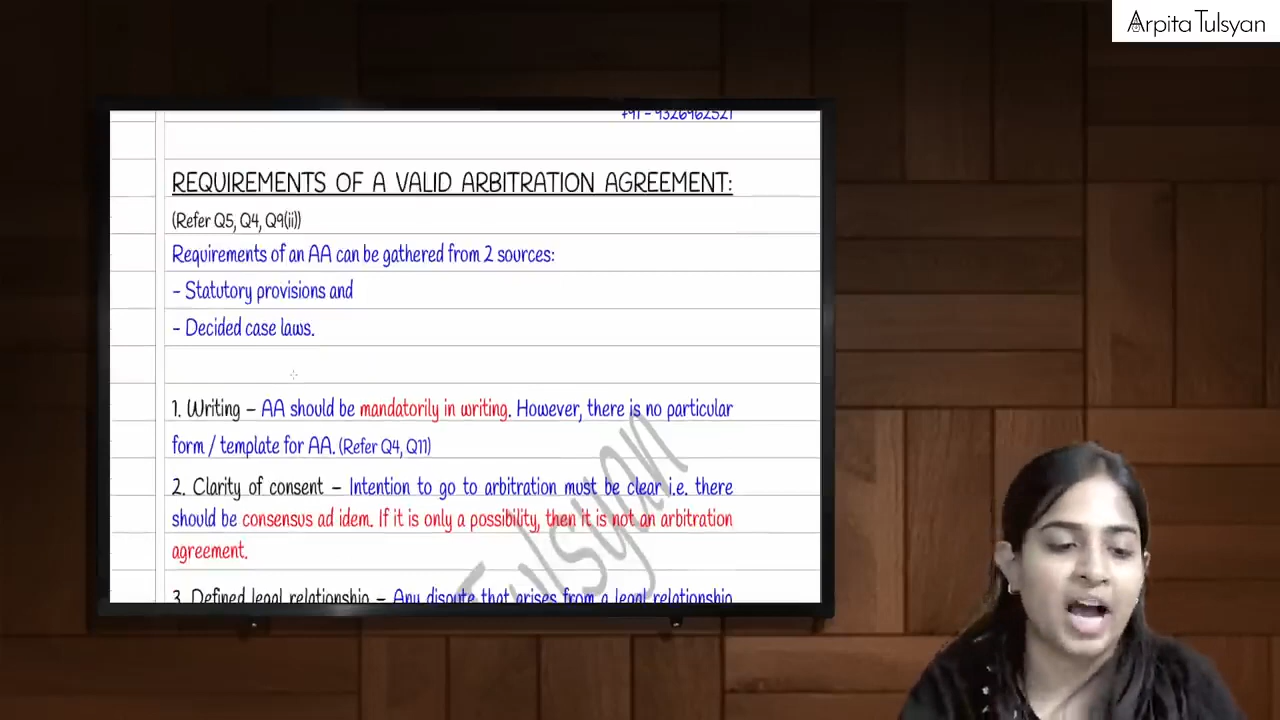 Arpita Tulsyan
+91 - 9326962521
REQUIREMENTS OF A VALID ARBITRATION AGREEMENT:
(Refer Q5, Q4, Q9(ii))
Requirements of an AA can be gathered from 2 sources:
- Statutory provisions and
- Decided case laws.
1. Writing – AA should be mandatorily in writing. However, there is no particular
form / template for AA. (Refer Q4, Q11)
2. Clarity of consent – Intention to go to arbitration must be clear i.e. there
should be consensus ad idem. If it is only a possibility, then it is not an arbitration
agreement.
3. Defined legal relationship – Any dispute that arises from a legal relationship
Tulsyan